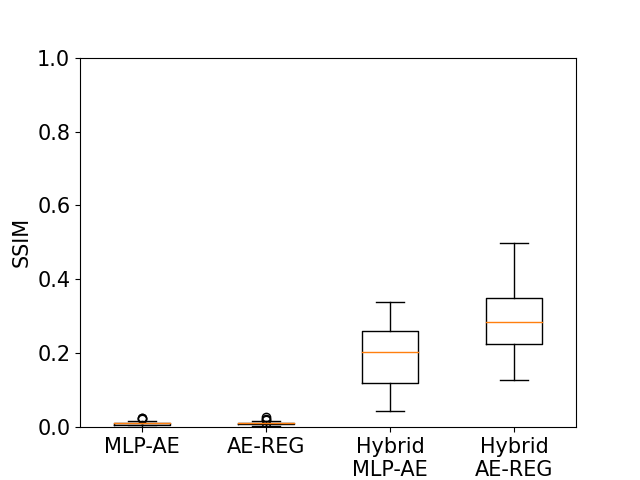 1.0
0.8
0.6
0.4
0.2
0.0
SSIM
MLP-AE
AE-REG
Hybrid
MLP-AE
Hybrid
AE-REG